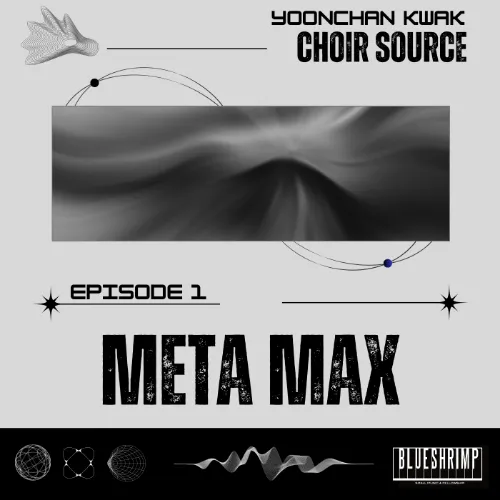 YOONCHAN KWAK
CHOIR SOURCE
EPISODE 1
META MAX
BLUESHRIMP